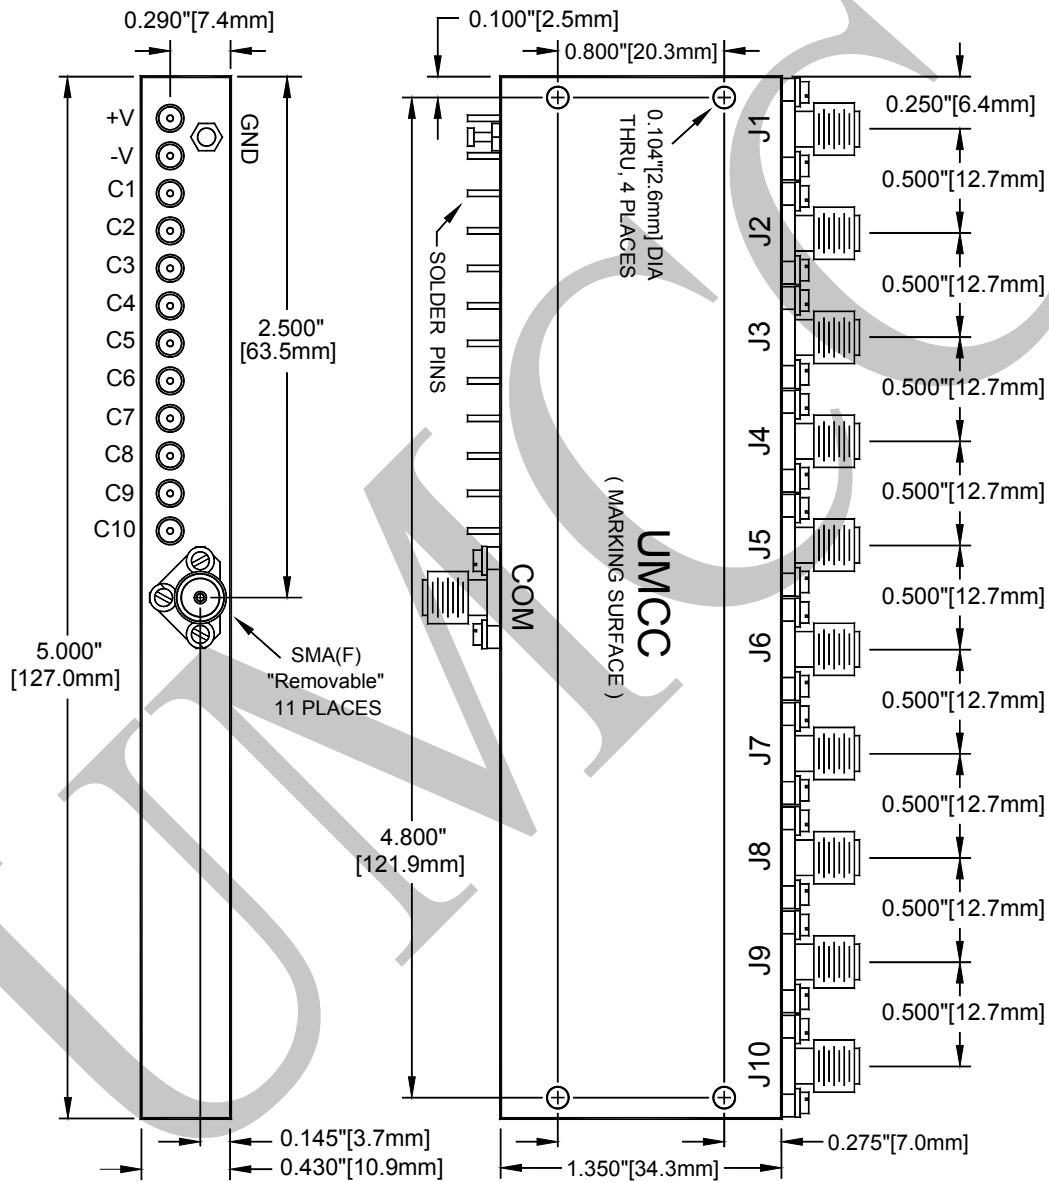 0.290"[7.4mm]
0.100"[2.5mm]
0.800"[20.3mm]
+V
-V
C1
C2
C3
C4
C5
C6
C7
C8
C9
C10
GND
2.500"
[63.5mm]
5.000"
[127.0mm]
SMA(F)
"Removable"
11 PLACES
0.145"[3.7mm]
0.430"[10.9mm]
SOLDER PINS
0.104"[2.6mm] DIA
THRU, 4 PLACES
COM
UMCC
( MARKING SURFACE )
4.800"
[121.9mm]
J1
J2
J3
J4
J5
J6
J7
J8
J9
J10
0.250"[6.4mm]
0.500"[12.7mm]
0.500"[12.7mm]
0.500"[12.7mm]
0.500"[12.7mm]
0.500"[12.7mm]
0.500"[12.7mm]
0.500"[12.7mm]
0.500"[12.7mm]
0.500"[12.7mm]
0.275"[7.0mm]
1.350"[34.3mm]
UMCC